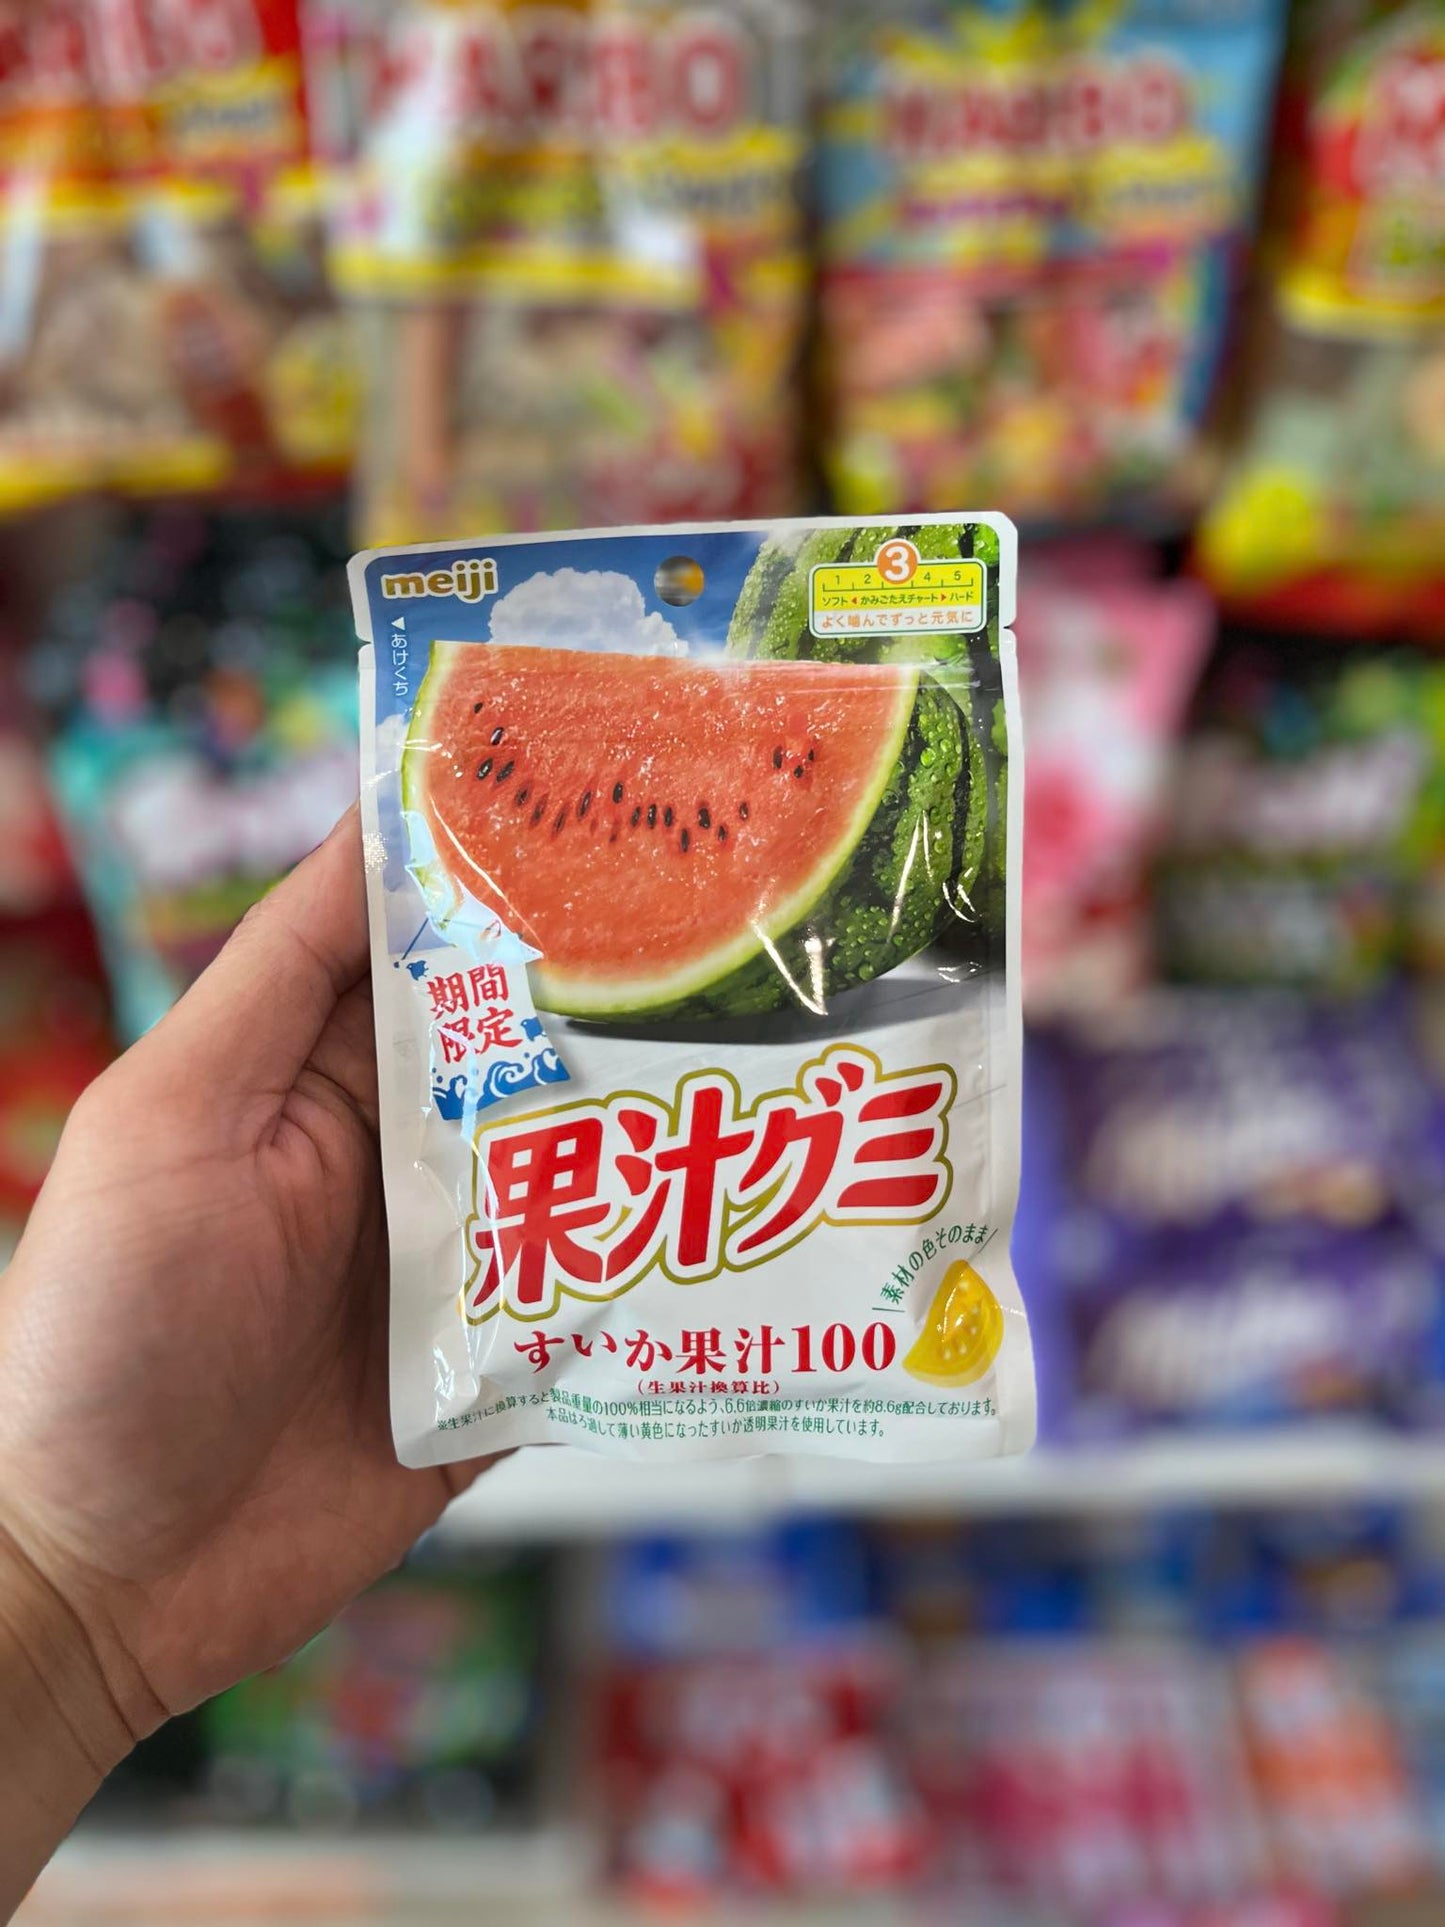 HARIBO
HARIBO
meiji
3
1 2 4 5
ソフト◀かみごたえチャート▶ハード
よく噛んでずっと元気に
◀あけくち
期間
限定
果汁グミ
素材の色そのまま
すいか果汁100
(生果汁換算比)
※生果汁に換算すると製品重量の100%相当になるよう、6.6倍濃縮のすいか果汁を約8.6g配合しております。
本品はろ過して薄い黄色になったすいか透明果汁を使用しています。